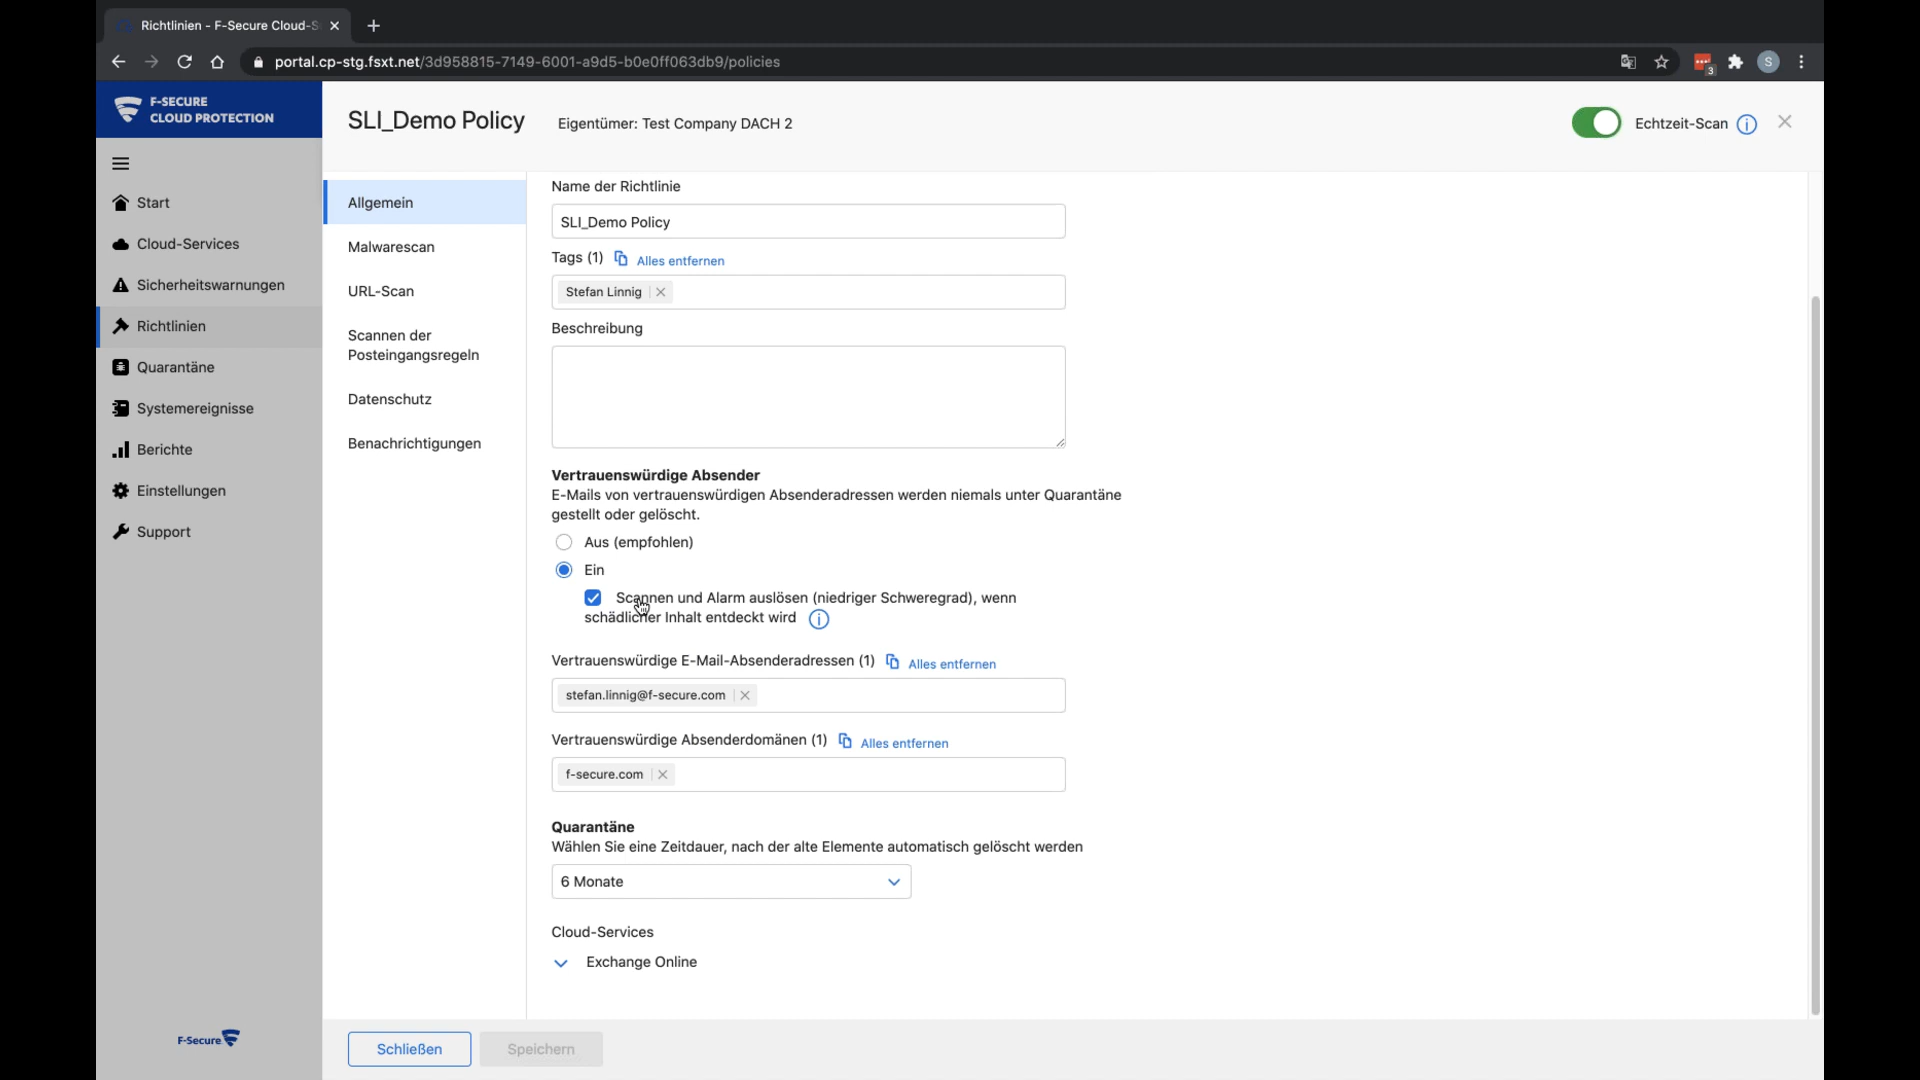 Richtlinien - F-Secure Cloud-S
portal.cp-stg.fsxt.net/3d958815-7149-6001-a9d5-b0e0ff063db9/policies
3
S
F-SECURE
CLOUD PROTECTION
SLI_Demo Policy
Eigentümer: Test Company DACH 2
Echtzeit-Scan
Start
Cloud-Services
Sicherheitswarnungen
Richtlinien
Quarantäne
Systemereignisse
Berichte
Einstellungen
Support
F-Secure
Allgemein
Malwarescan
URL-Scan
Scannen der
Posteingangsregeln
Datenschutz
Benachrichtigungen
Name der Richtlinie
SLI_Demo Policy
Tags (1) Alles entfernen
Stefan Linnig
Beschreibung
Vertrauenswürdige Absender
E-Mails von vertrauenswürdigen Absenderadressen werden niemals unter Quarantäne
gestellt oder gelöscht.
Aus (empfohlen)
Ein
Scannen und Alarm auslösen (niedriger Schweregrad), wenn
schädlicher Inhalt entdeckt wird
Vertrauenswürdige E-Mail-Absenderadressen (1) Alles entfernen
stefan.linnig@f-secure.com
Vertrauenswürdige Absenderdomänen (1) Alles entfernen
f-secure.com
Quarantäne
Wählen Sie eine Zeitdauer, nach der alte Elemente automatisch gelöscht werden
6 Monate
Cloud-Services
Exchange Online
Schließen
Speichern